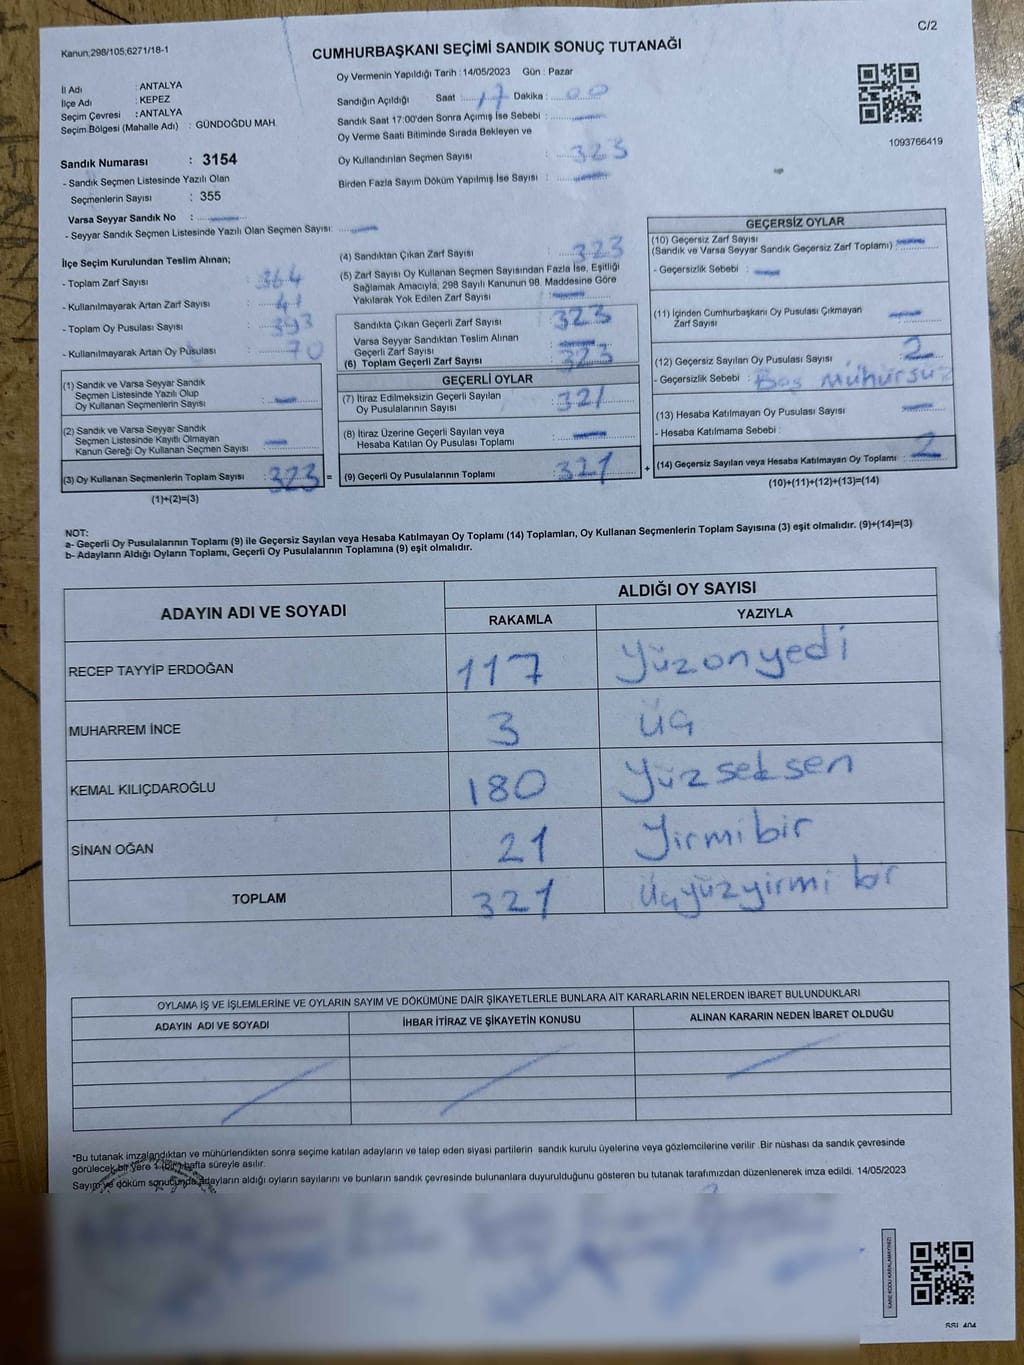 C/2
Kanun;298/105;6271/18-1
CUMHURBAŞKANI SEÇİMİ SANDIK SONUÇ TUTANAĞI
Oy Vermenin Yapıldığı Tarih : 14/05/2023 Gün : Pazar
İl Adı : ANTALYA
İlçe Adı : KEPEZ
Seçim Çevresi : ANTALYA
Seçim Bölgesi (Mahalle Adı) : GÜNDOĞDU MAH.
Sandık Numarası : 3154
- Sandık Seçmen Listesinde Yazılı Olan
Seçmenlerin Sayısı : 355
Varsa Seyyar Sandık No :
- Seyyar Sandık Seçmen Listesinde Yazılı Olan Seçmen Sayısı:
Sandığın Açıldığı Saat : 17 Dakika : 00
Sandık Saat 17:00'den Sonra Açımış İse Sebebi :
Oy Verme Saati Bitiminde Sırada Bekleyen ve
Oy Kullandırılan Seçmen Sayısı : 323
Birden Fazla Sayım Döküm Yapılmış İse Sayısı :
1093766419
İlçe Seçim Kurulundan Teslim Alınan;
- Toplam Zarf Sayısı : 364
- Kullanılmayarak Artan Zarf Sayısı : 41
- Toplam Oy Pusulası Sayısı : 393
- Kullanılmayarak Artan Oy Pusulası : 70
(1) Sandık ve Varsa Seyyar Sandık
Seçmen Listesinde Yazılı Olup
Oy Kullanan Seçmenlerin Sayısı :
(2) Sandık ve Varsa Seyyar Sandık
Seçmen Listesinde Kayıtlı Olmayan
Kanun Gereği Oy Kullanan Seçmen Sayısı :
(3) Oy Kullanan Seçmenlerin Toplam Sayısı : 323 =
(1)+(2)=(3)
(4) Sandıktan Çıkan Zarf Sayısı : 323
(5) Zarf Sayısı Oy Kullanan Seçmen Sayısından Fazla İse, Eşitliği
Sağlamak Amacıyla, 298 Sayılı Kanunun 98. Maddesine Göre
Yakılarak Yok Edilen Zarf Sayısı :
Sandıkta Çıkan Geçerli Zarf Sayısı : 323
Varsa Seyyar Sandıktan Teslim Alınan
Geçerli Zarf Sayısı :
(6) Toplam Geçerli Zarf Sayısı : 323
GEÇERLİ OYLAR
(7) İtiraz Edilmeksizin Geçerli Sayılan
Oy Pusulalarının Sayısı : 321
(8) İtiraz Üzerine Geçerli Sayılan veya
Hesaba Katılan Oy Pusulası Toplamı :
(9) Geçerli Oy Pusulalarının Toplamı : 321 +
GEÇERSİZ OYLAR
(10) Geçersiz Zarf Sayısı
(Sandık ve Varsa Seyyar Sandık Geçersiz Zarf Toplamı) :
- Geçersizlik Sebebi :
(11) İçinden Cumhurbaşkanı Oy Pusulası Çıkmayan
Zarf Sayısı :
(12) Geçersiz Sayılan Oy Pusulası Sayısı : 2
- Geçersizlik Sebebi : Boş Mühürsüz
(13) Hesaba Katılmayan Oy Pusulası Sayısı :
- Hesaba Katılmama Sebebi :
(14) Geçersiz Sayılan veya Hesaba Katılmayan Oy Toplamı : 2
(10)+(11)+(12)+(13)=(14)
NOT:
a- Geçerli Oy Pusulalarının Toplamı (9) ile Geçersiz Sayılan veya Hesaba Katılmayan Oy Toplamı (14) Toplamları, Oy Kullanan Seçmenlerin Toplam Sayısına (3) eşit olmalıdır. (9)+(14)=(3)
b- Adayların Aldığı Oyların Toplamı, Geçerli Oy Pusulalarının Toplamına (9) eşit olmalıdır.
ADAYIN ADI VE SOYADI
ALDIĞI OY SAYISI
RAKAMLA YAZIYLA
RECEP TAYYİP ERDOĞAN 117 Yüzonyedi
MUHARREM İNCE 3 üç
KEMAL KILIÇDAROĞLU 180 Yüzseksen
SİNAN OĞAN 21 Yirmibir
TOPLAM 321 Üçyüzyirmi bir
OYLAMA İŞ VE İŞLEMLERİNE VE OYLARIN SAYIM VE DÖKÜMÜNE DAİR ŞİKAYETLERLE BUNLARA AİT KARARLARIN NELERDEN İBARET BULUNDUKLARI
ADAYIN ADI VE SOYADI İHBAR İTİRAZ VE ŞİKAYETİN KONUSU ALINAN KARARIN NEDEN İBARET OLDUĞU
*Bu tutanak imzalandıktan ve mühürlendikten sonra seçime katılan adayların ve talep eden siyasi partilerin sandık kurulu üyelerine veya gözlemcilerine verilir. Bir nüshası da sandık çevresinde
görülecek bir yere 1 (Bir) hafta süreyle asılır.
Sayım ve döküm sonucunda adayların aldığı oyların sayılarını ve bunların sandık çevresinde bulunanlara duyurulduğunu gösteren bu tutanak tarafımızdan düzenlenerek imza edildi. 14/05/2023
KARE KODU KARALAMAYINIZ!